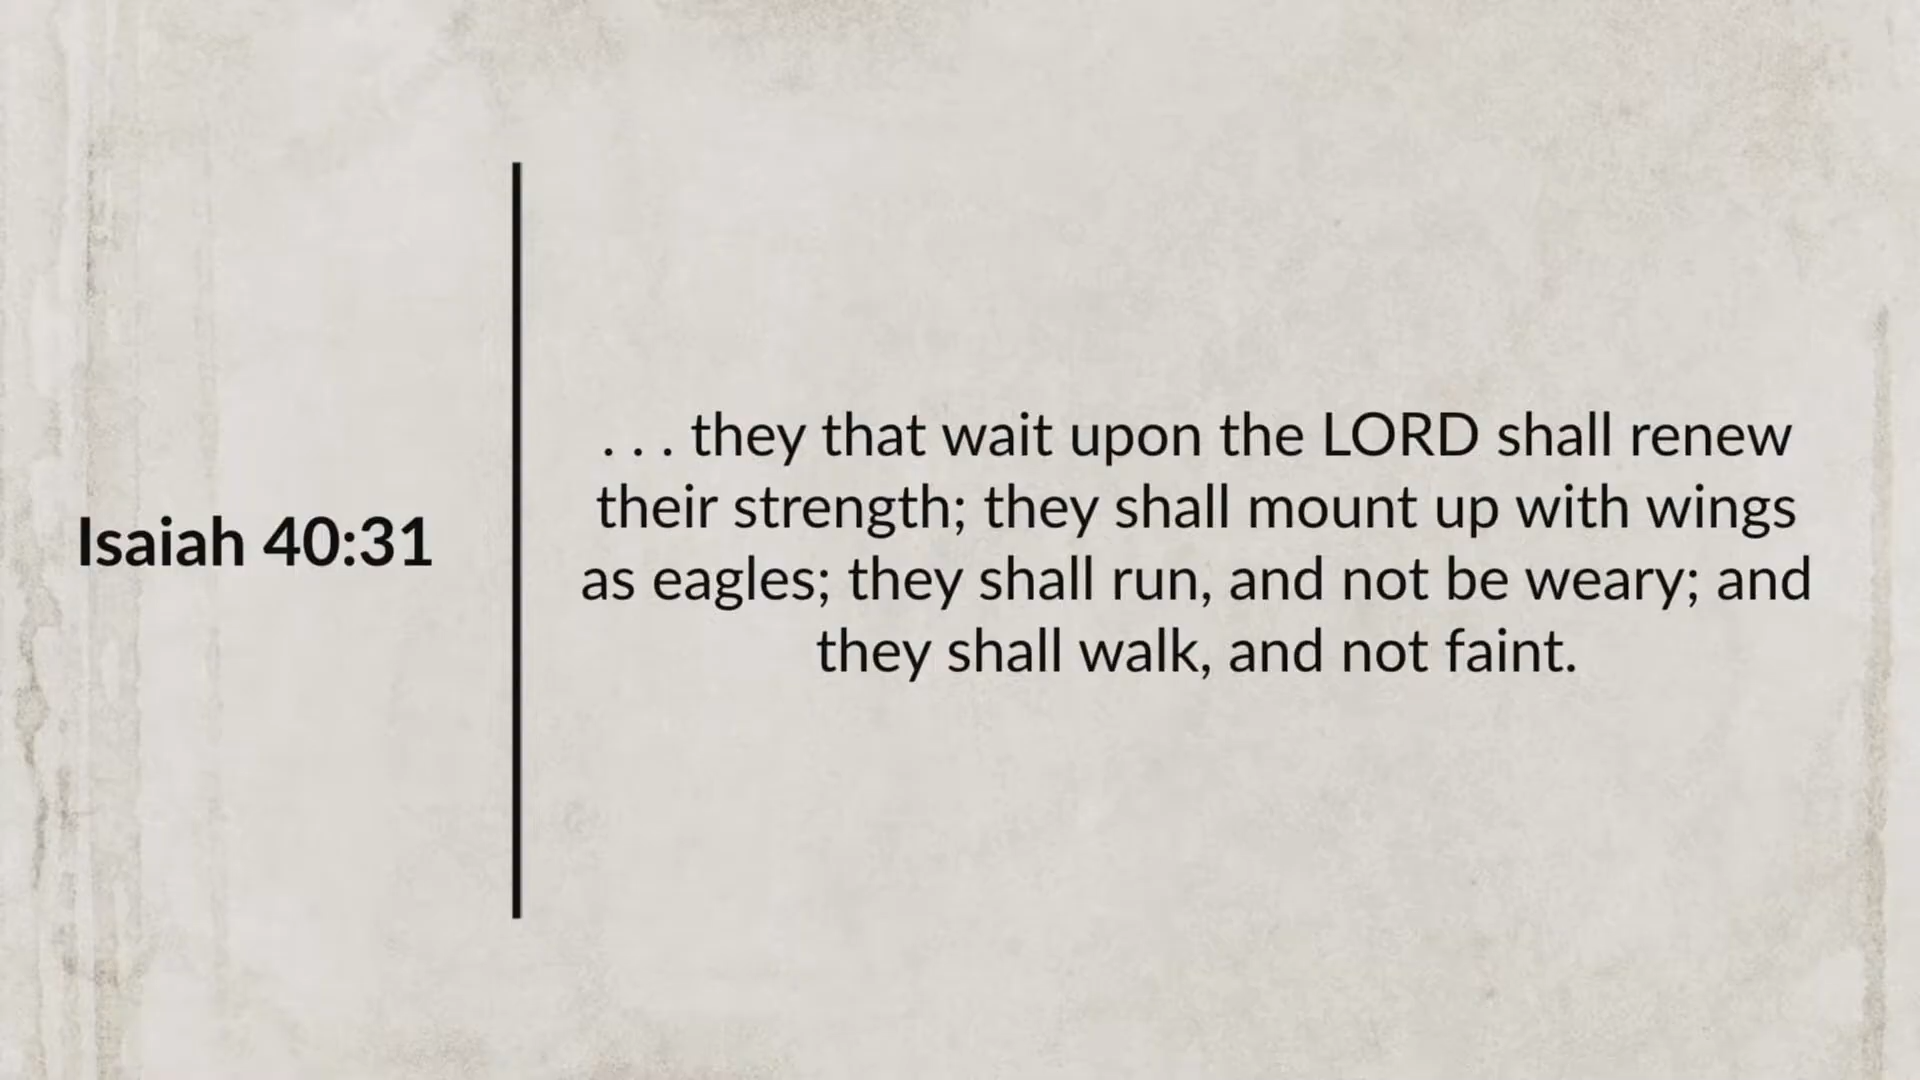 Isaiah 40:31
. . . they that wait upon the LORD shall renew
their strength; they shall mount up with wings
as eagles; they shall run, and not be weary; and
they shall walk, and not faint.